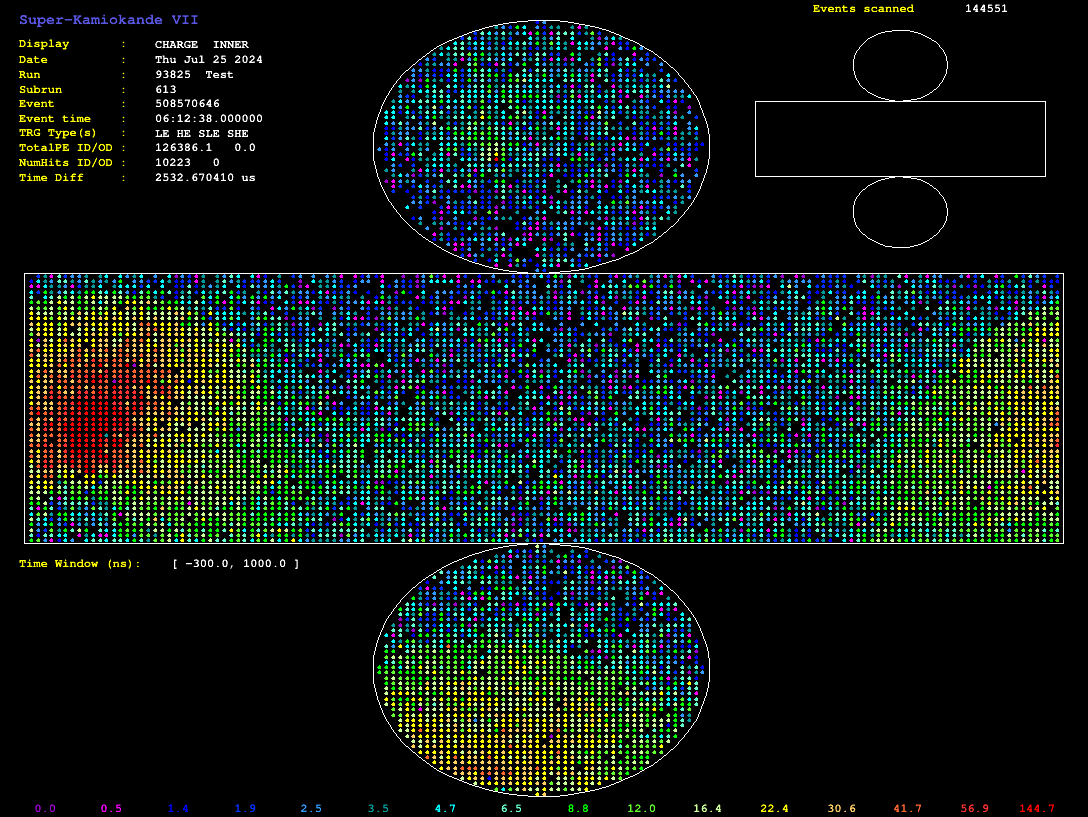 Super-Kamiokande VII
Events scanned 144551
Display : CHARGE INNER
Date : Thu Jul 25 2024
Run : 93825 Test
Subrun : 613
Event : 508570646
Event time : 06:12:38.000000
TRG Type(s) : LE HE SLE SHE
TotalPE ID/OD : 126386.1 0.0
NumHits ID/OD : 10223 0
Time Diff : 2532.670410 us
Time Window (ns): [ -300.0, 1000.0 ]
0.0 0.5 1.4 1.9 2.5 3.5 4.7 6.5 8.8 12.0 16.4 22.4 30.6 41.7 56.9 144.7